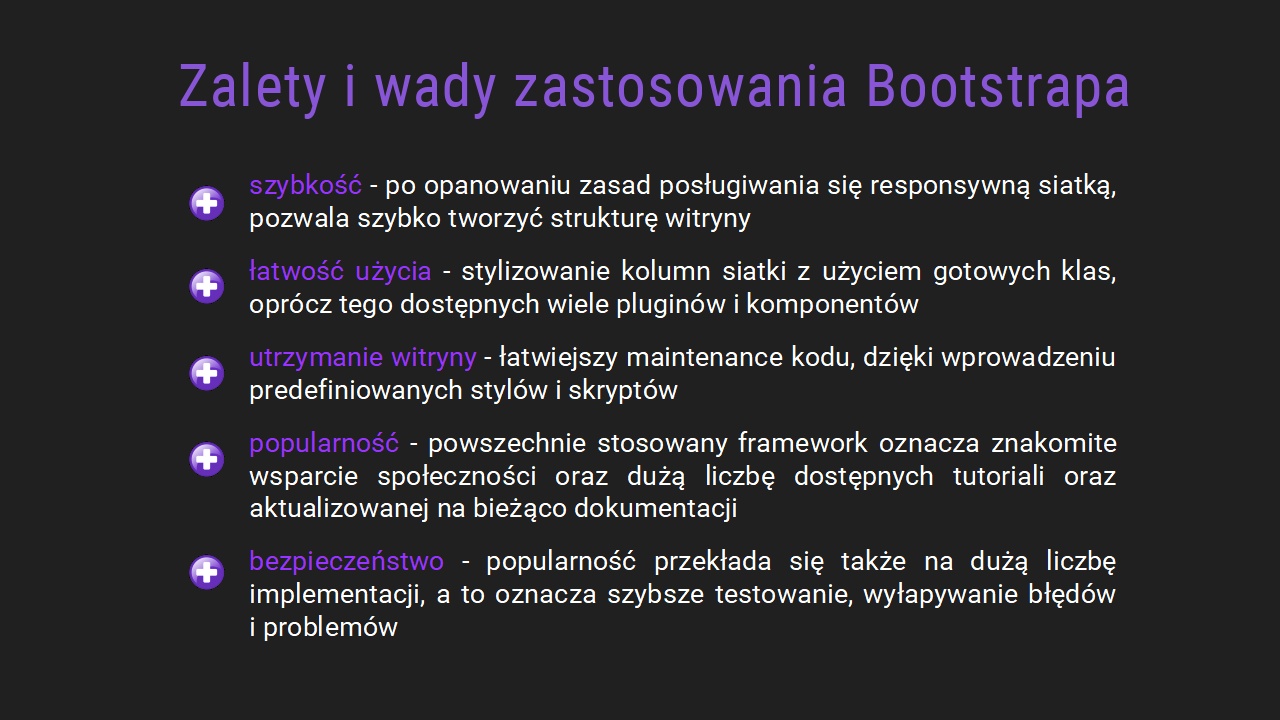 Zalety i wady zastosowania Bootstrapa
szybkość - po opanowaniu zasad posługiwania się responsywną siatką,
pozwala szybko tworzyć strukturę witryny
łatwość użycia - stylizowanie kolumn siatki z użyciem gotowych klas,
oprócz tego dostępnych wiele pluginów i komponentów
utrzymanie witryny - łatwiejszy maintenance kodu, dzięki wprowadzeniu
predefiniowanych stylów i skryptów
popularność - powszechnie stosowany framework oznacza znakomite
wsparcie społeczności oraz dużą liczbę dostępnych tutoriali oraz
aktualizowanej na bieżąco dokumentacji
bezpieczeństwo - popularność przekłada się także na dużą liczbę
implementacji, a to oznacza szybsze testowanie, wyłapywanie błędów
i problemów